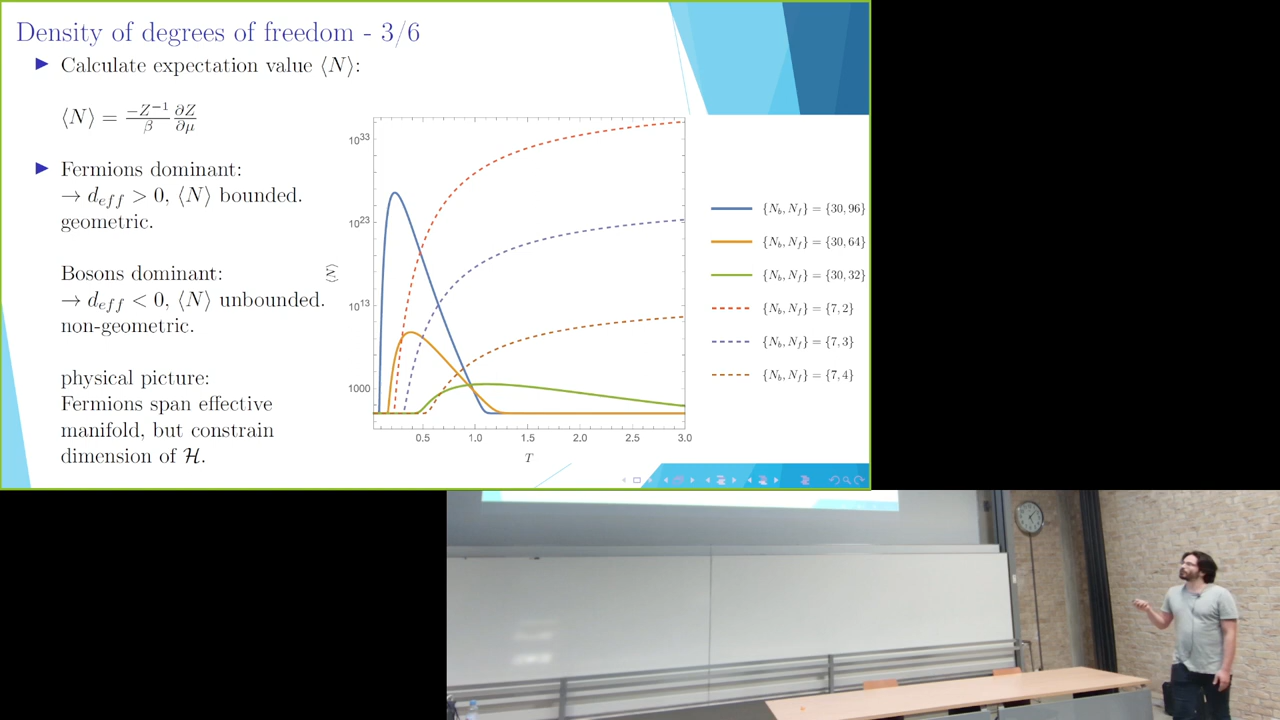 Density of degrees of freedom - 3/6
▶ Calculate expectation value ⟨N⟩:
⟨N⟩ = −Z⁻¹/β ∂Z/∂μ
▶ Fermions dominant:
→ d_eff > 0, ⟨N⟩ bounded.
geometric.
Bosons dominant:
→ d_eff < 0, ⟨N⟩ unbounded.
non-geometric.
physical picture:
Fermions span effective
manifold, but constrain
dimension of ℋ.
⟨N⟩
10³³
10²³
10¹³
1000
0.5 1.0 1.5 2.0 2.5 3.0
T
{N_b, N_f} = {30, 96}
{N_b, N_f} = {30, 64}
{N_b, N_f} = {30, 32}
{N_b, N_f} = {7, 2}
{N_b, N_f} = {7, 3}
{N_b, N_f} = {7, 4}